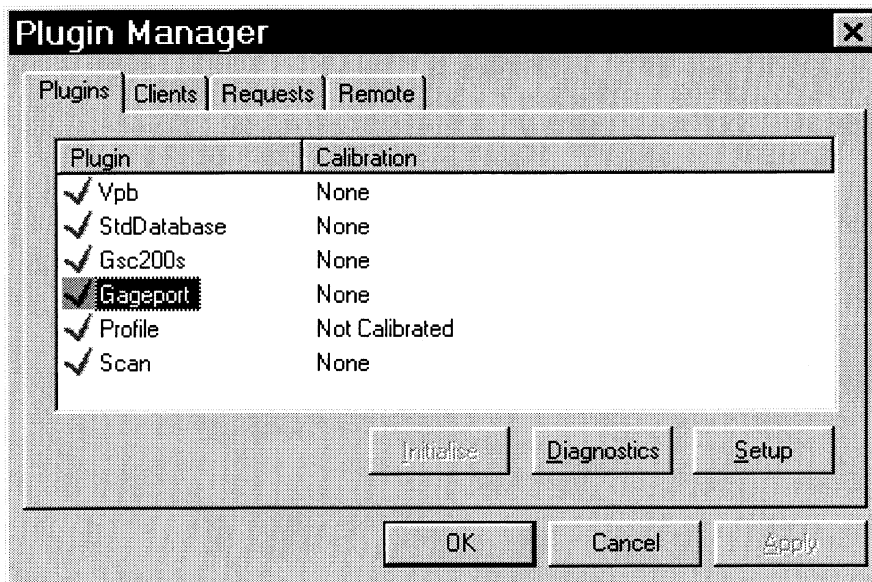 Plugin Manager
Plugins Clients Requests Remote
Plugin Calibration
Vpb None
StdDatabase None
Gsc200s None
Gageport None
Profile Not Calibrated
Scan None
Initialise Diagnostics Setup
OK Cancel Apply